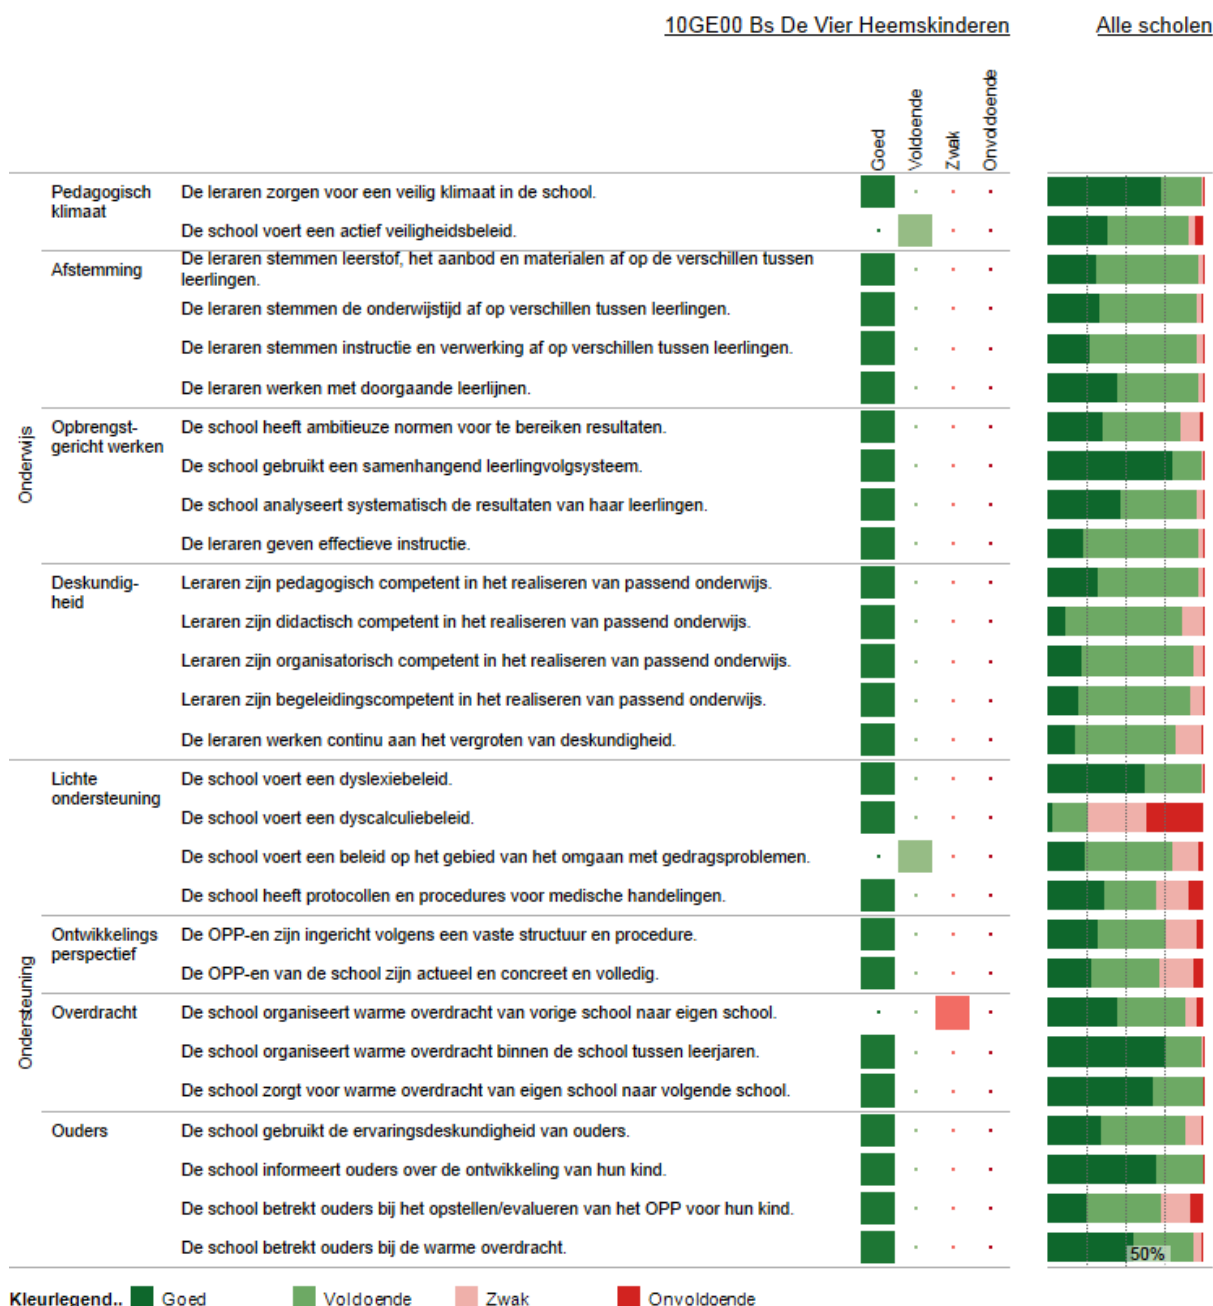 10GE00 Bs De Vier Heemskinderen
Alle scholen
Goed
Voldoende
Zwak
Onvoldoende
Onderwijs
Pedagogisch
klimaat
De leraren zorgen voor een veilig klimaat in de school.
De school voert een actief veiligheidsbeleid.
Afstemming
De leraren stemmen leerstof, het aanbod en materialen af op de verschillen tussen
leerlingen.
De leraren stemmen de onderwijstijd af op verschillen tussen leerlingen.
De leraren stemmen instructie en verwerking af op verschillen tussen leerlingen.
De leraren werken met doorgaande leerlijnen.
Opbrengst-
gericht werken
De school heeft ambitieuze normen voor te bereiken resultaten.
De school gebruikt een samenhangend leerlingvolgsysteem.
De school analyseert systematisch de resultaten van haar leerlingen.
De leraren geven effectieve instructie.
Deskundig-
heid
Leraren zijn pedagogisch competent in het realiseren van passend onderwijs.
Leraren zijn didactisch competent in het realiseren van passend onderwijs.
Leraren zijn organisatorisch competent in het realiseren van passend onderwijs.
Leraren zijn begeleidingscompetent in het realiseren van passend onderwijs.
De leraren werken continu aan het vergroten van deskundigheid.
Ondersteuning
Lichte
ondersteuning
De school voert een dyslexiebeleid.
De school voert een dyscalculiebeleid.
De school voert een beleid op het gebied van het omgaan met gedragsproblemen.
De school heeft protocollen en procedures voor medische handelingen.
Ontwikkelings
perspectief
De OPP-en zijn ingericht volgens een vaste structuur en procedure.
De OPP-en van de school zijn actueel en concreet en volledig.
Overdracht
De school organiseert warme overdracht van vorige school naar eigen school.
De school organiseert warme overdracht binnen de school tussen leerjaren.
De school zorgt voor warme overdracht van eigen school naar volgende school.
Ouders
De school gebruikt de ervaringsdeskundigheid van ouders.
De school informeert ouders over de ontwikkeling van hun kind.
De school betrekt ouders bij het opstellen/evalueren van het OPP voor hun kind.
De school betrekt ouders bij de warme overdracht.
50%
Kleurlegend.. Goed Voldoende Zwak Onvoldoende